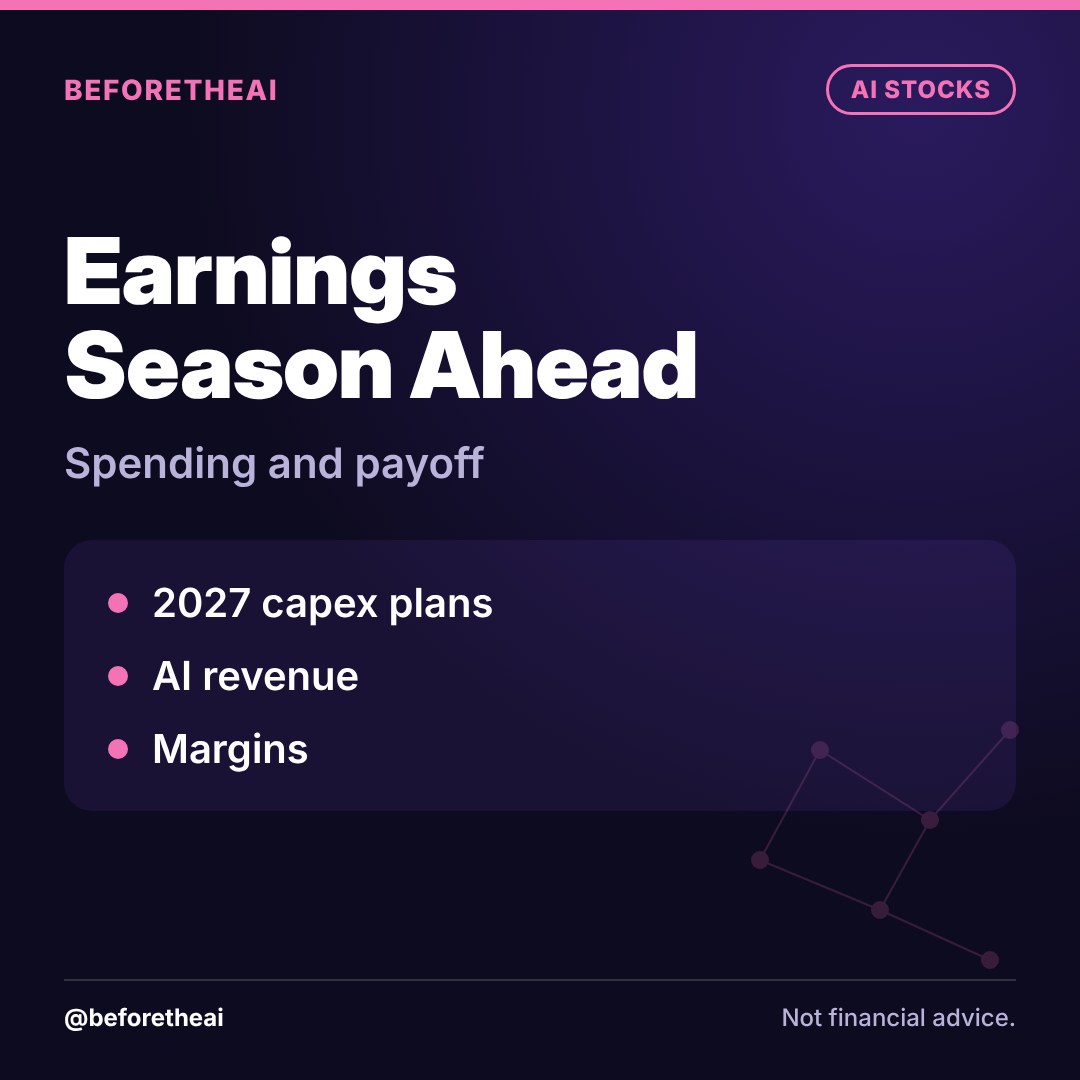 BEFORETHEAI
AI STOCKS
Earnings
Season Ahead
Spending and payoff
2027 capex plans
AI revenue
Margins
@beforetheai
Not financial advice.